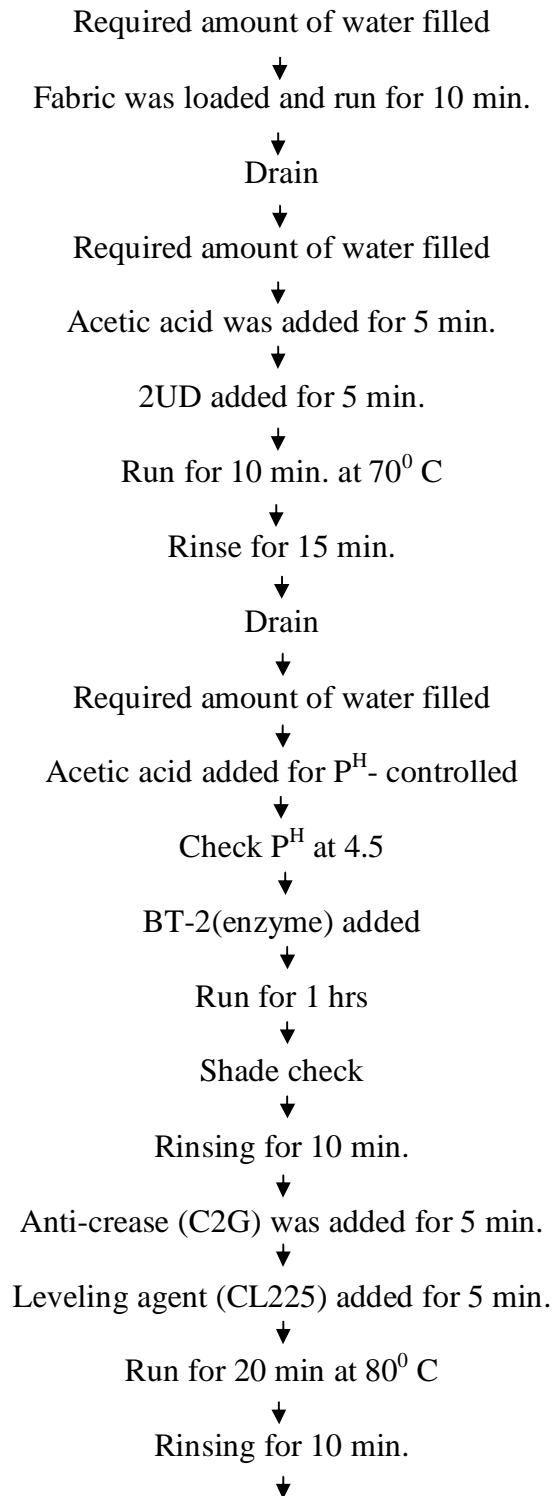 Required amount of water filled
Fabric was loaded and run for 10 min.
Drain
Required amount of water filled
Acetic acid was added for 5 min.
2UD added for 5 min.
Run for 10 min. at 70⁰ C
Rinse for 15 min.
Drain
Required amount of water filled
Acetic acid added for Pᴴ- controlled
Check Pᴴ at 4.5
BT-2(enzyme) added
Run for 1 hrs
Shade check
Rinsing for 10 min.
Anti-crease (C2G) was added for 5 min.
Leveling agent (CL225) added for 5 min.
Run for 20 min at 80⁰ C
Rinsing for 10 min.